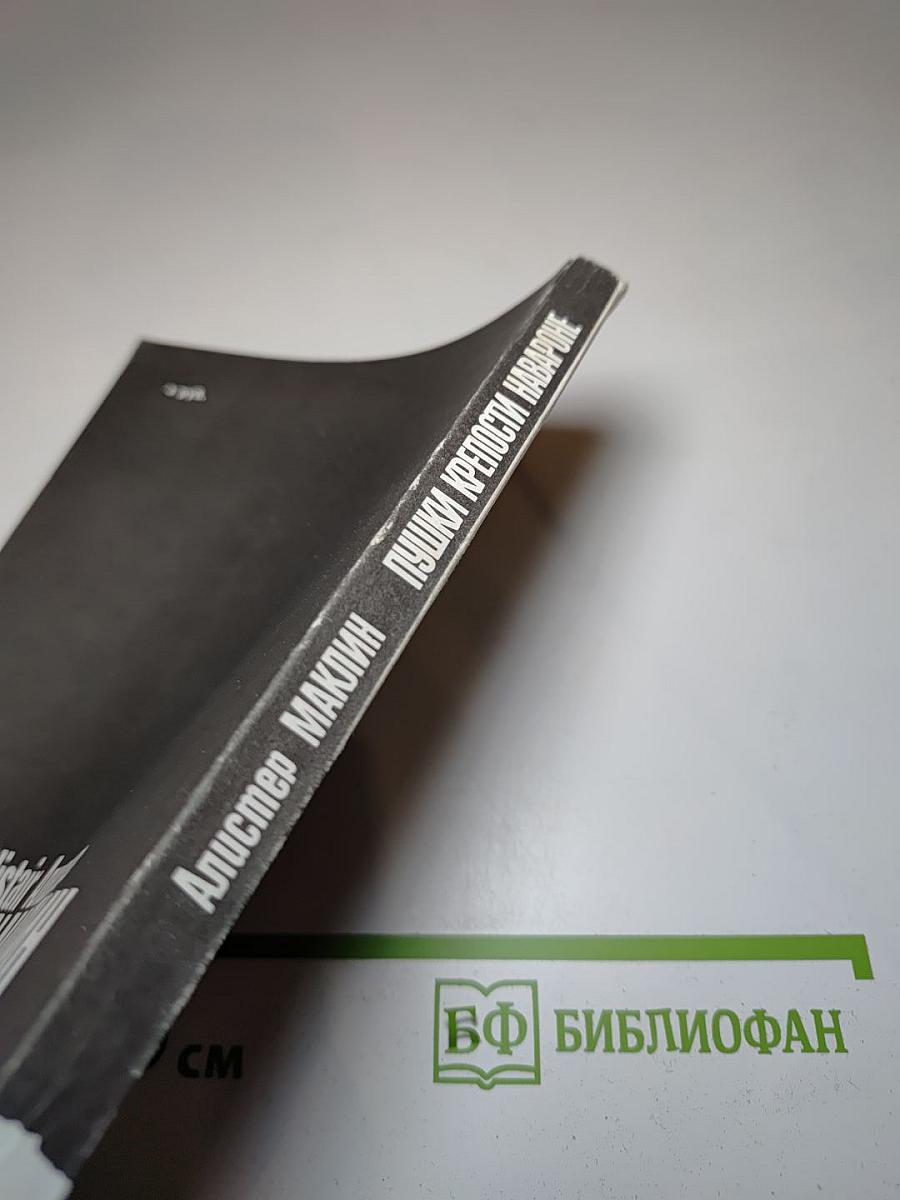 Алистер МАКЛИН ПУШКИ КРЕПОСТИ НАВАРОНЕ
см
БФ БИБЛИОФАН